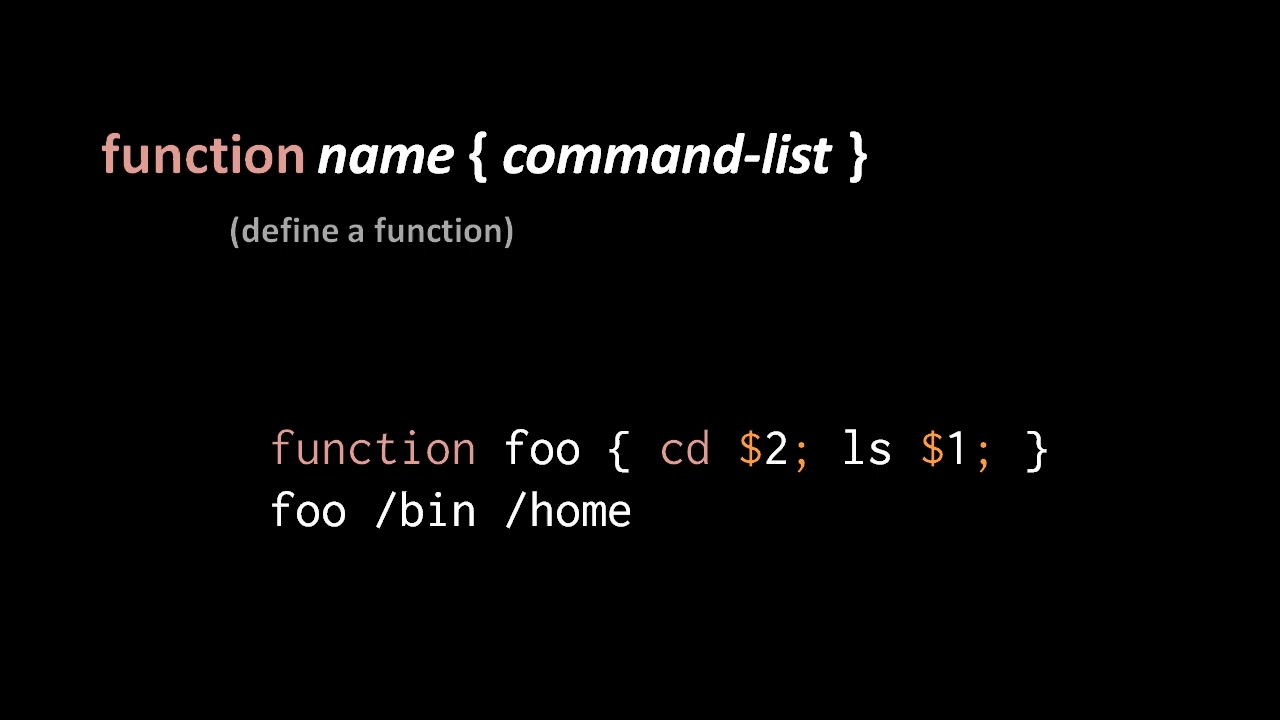 function name { command-list }
(define a function)
function foo { cd $2; ls $1; }
foo /bin /home